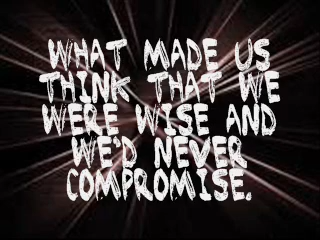 WHAT MADE US
THINK THAT WE
WERE WISE AND
WE'D NEVER
COMPROMISE.